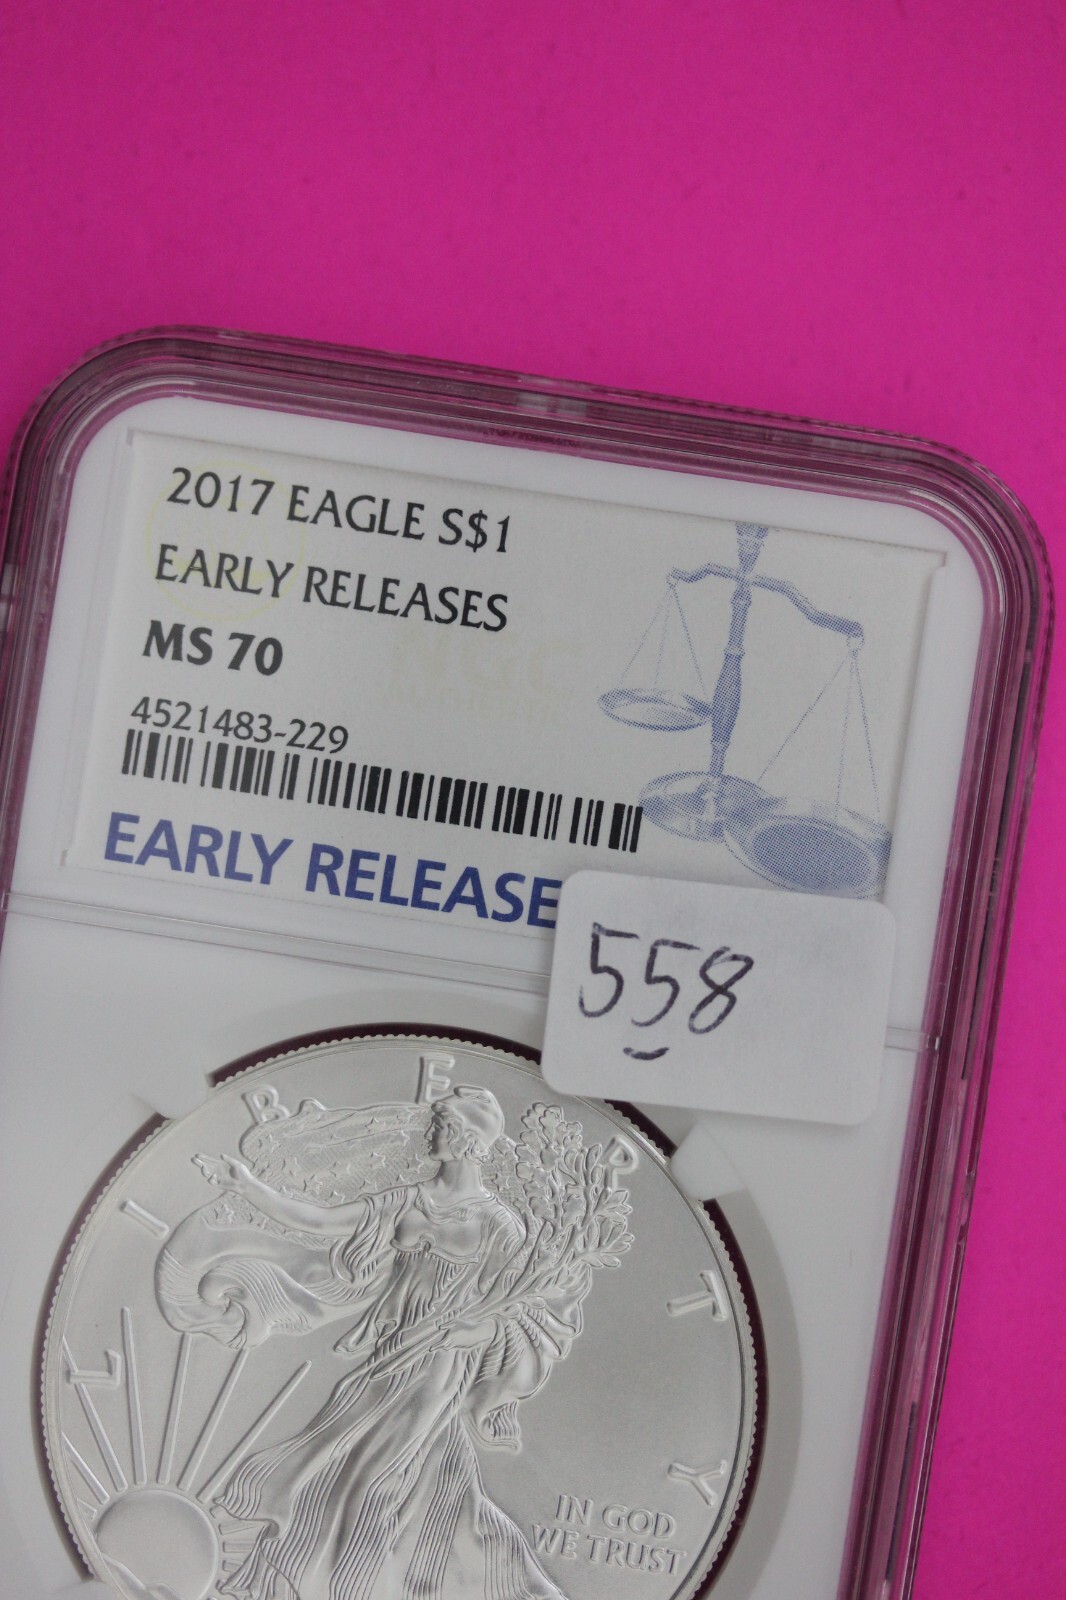 2017 EAGLE S$1
EARLY RELEASES
MS 70
4521483-229
EARLY RELEASE
558
LIBERTY
IN GOD
WE TRUST